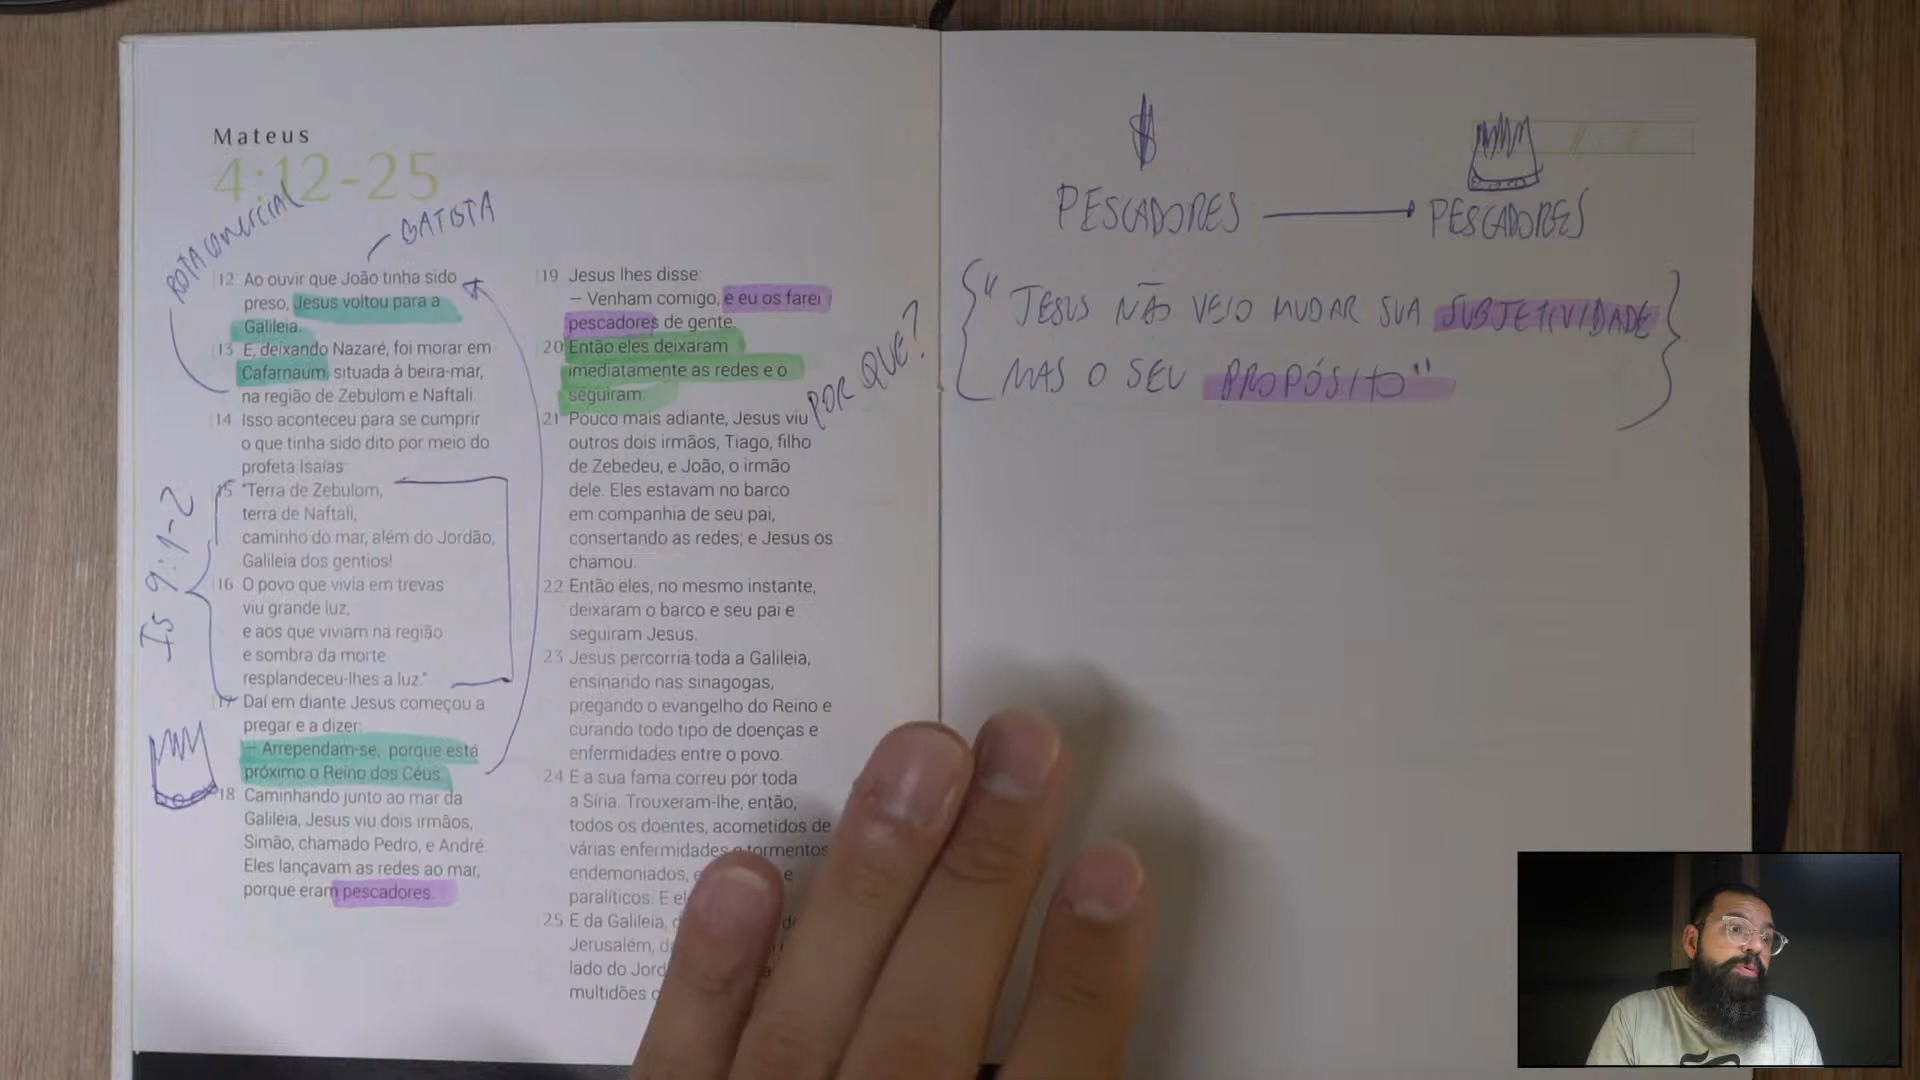 Mateus
4:12-25
ROTA COMERCIAL
BATISTA
12 Ao ouvir que João tinha sido
preso, Jesus voltou para a
Galileia.
13 E, deixando Nazaré, foi morar em
Cafarnaum, situada à beira-mar,
na região de Zebulom e Naftali.
14 Isso aconteceu para se cumprir
o que tinha sido dito por meio do
profeta Isaías:
15 "Terra de Zebulom,
terra de Naftali,
caminho do mar, além do Jordão,
Galileia dos gentios!
16 O povo que vivia em trevas
viu grande luz,
e aos que viviam na região
e sombra da morte
resplandeceu-lhes a luz."
Is 9:1-2
17 Daí em diante Jesus começou a
pregar e a dizer:
— Arrependam-se, porque está
próximo o Reino dos Céus.
18 Caminhando junto ao mar da
Galileia, Jesus viu dois irmãos,
Simão, chamado Pedro, e André.
Eles lançavam as redes ao mar,
porque eram pescadores.
19 Jesus lhes disse:
— Venham comigo, e eu os farei
pescadores de gente.
20 Então eles deixaram
imediatamente as redes e o
seguiram.
POR QUE?
21 Pouco mais adiante, Jesus viu
outros dois irmãos, Tiago, filho
de Zebedeu, e João, o irmão
dele. Eles estavam no barco
em companhia de seu pai,
consertando as redes; e Jesus os
chamou.
22 Então eles, no mesmo instante,
deixaram o barco e seu pai e
seguiram Jesus.
23 Jesus percorria toda a Galileia,
ensinando nas sinagogas,
pregando o evangelho do Reino e
curando todo tipo de doenças e
enfermidades entre o povo.
24 E a sua fama correu por toda
a Síria. Trouxeram-lhe, então,
todos os doentes, acometidos de
várias enfermidades e tormentos
endemoniados, e
paralíticos. E
25 E da Galileia,
Jerusalém,
lado do
multidões
$
PESCADORES → PESCADORES
"JESUS NÃO VEIO MUDAR SUA SUBJETIVIDADE
MAS O SEU PROPÓSITO"